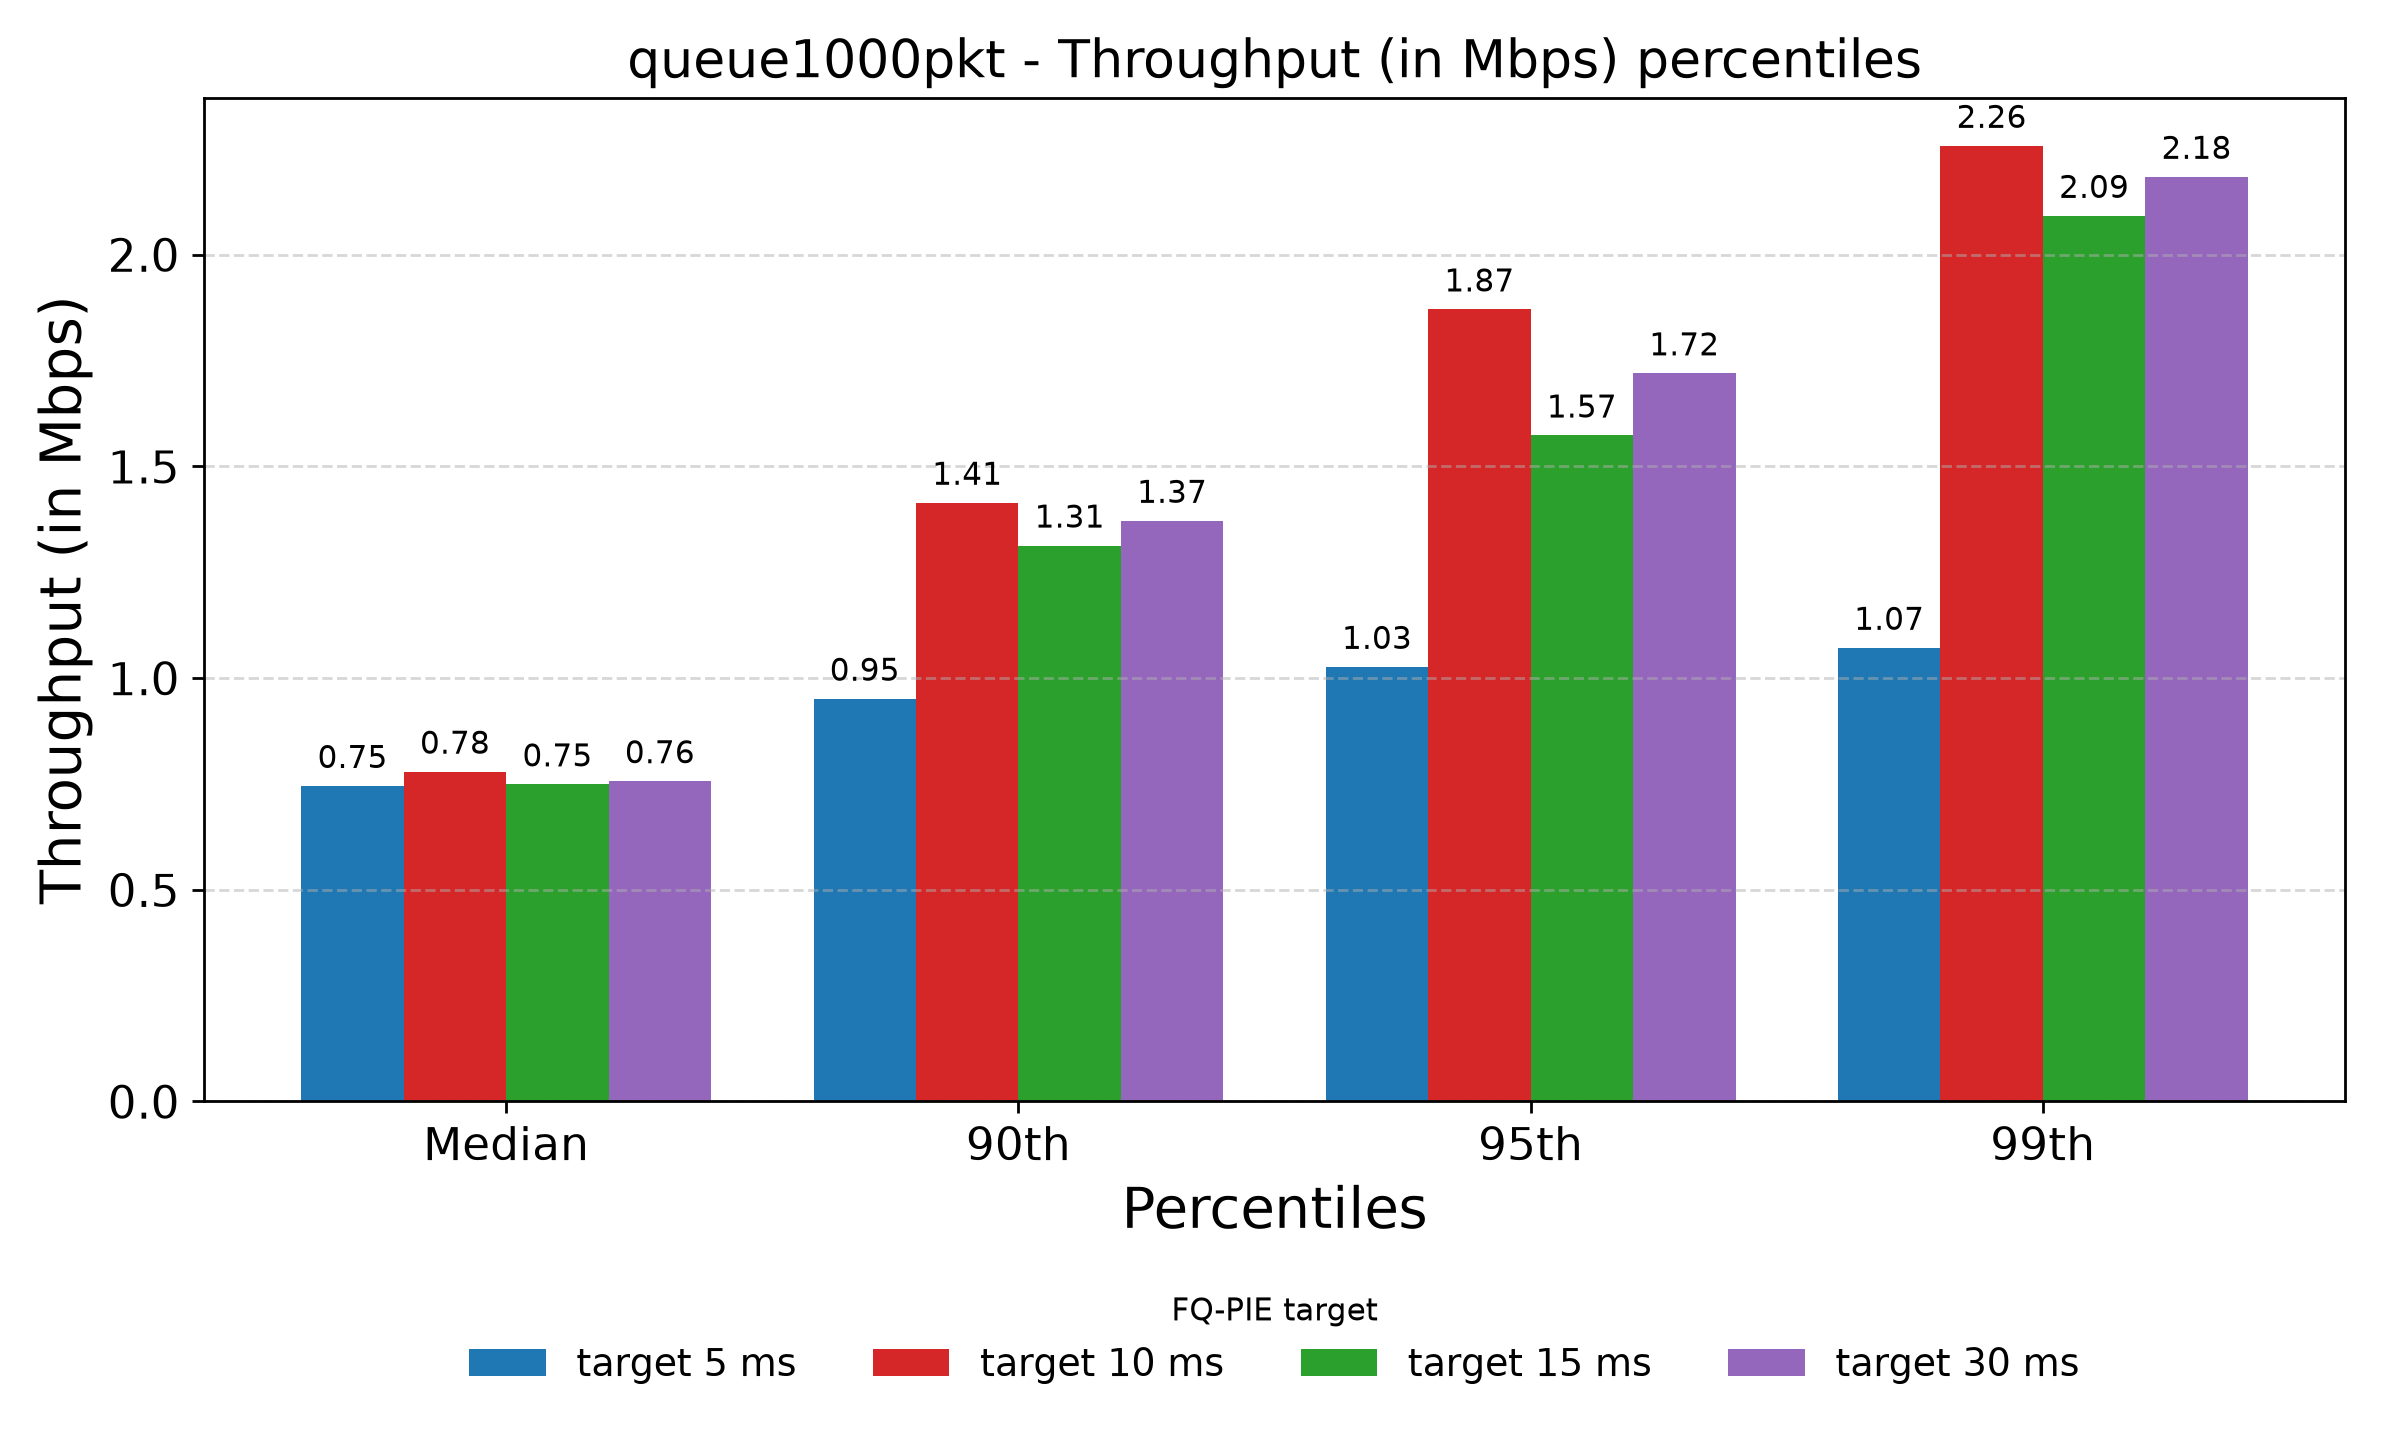 queue1000pkt - Throughput (in Mbps) percentiles
Throughput (in Mbps)
2.0
1.5
1.0
0.5
0.0
0.75
0.78
0.75
0.76
0.95
1.41
1.31
1.37
1.03
1.87
1.57
1.72
1.07
2.26
2.09
2.18
Median
90th
95th
99th
Percentiles
FQ-PIE target
target 5 ms
target 10 ms
target 15 ms
target 30 ms